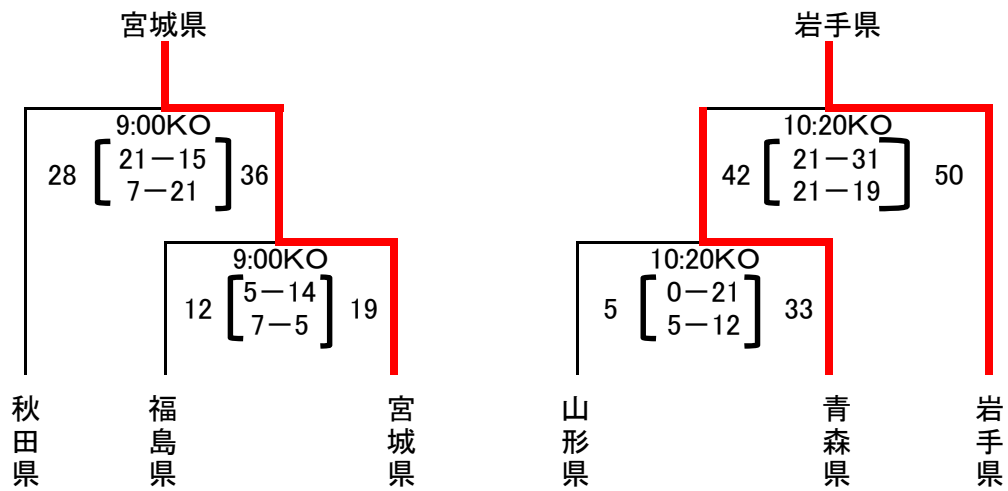 宮城県
岩手県
9:00KO
28
21－15
7－21
36
10:20KO
42
21－31
21－19
50
9:00KO
12
5－14
7－5
19
10:20KO
5
0－21
5－12
33
秋田県
福島県
宮城県
山形県
青森県
岩手県